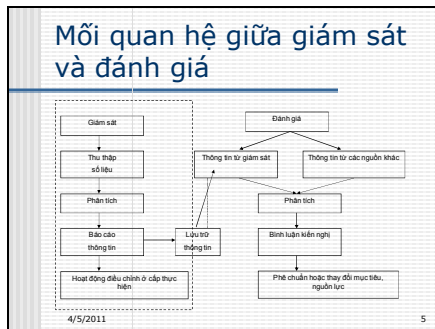 Mối quan hệ giữa giám sát
và đánh giá
Giám sát
Thu thập
số liệu
Phân tích
Báo cáo
thông tin
Lưu trữ
thông tin
Hoạt động điều chỉnh ở cấp thực
hiện
Đánh giá
Thông tin từ giám sát
Thông tin từ các nguồn khác
Phân tích
Bình luận kiến nghị
Phê chuẩn hoặc thay đổi mục tiêu,
nguồn lực
4/5/2011
5